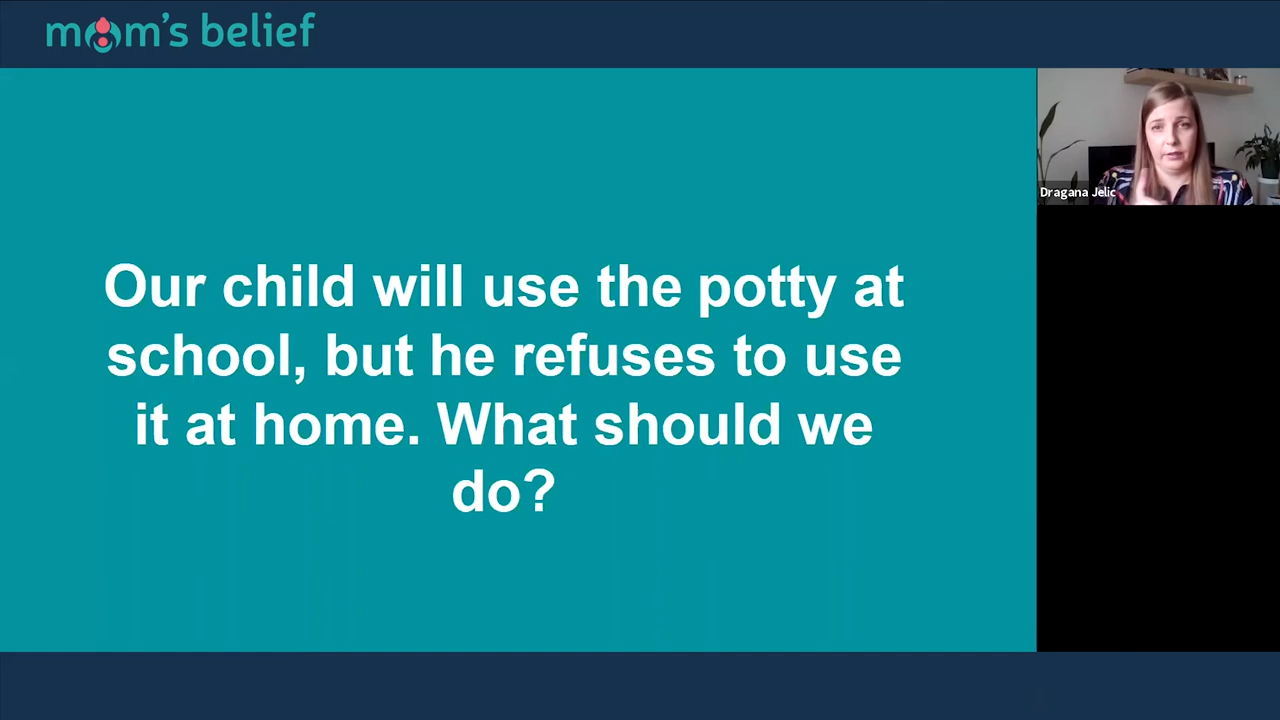 mom's belief
Dragana Jelic
Our child will use the potty at
school, but he refuses to use
it at home. What should we
do?